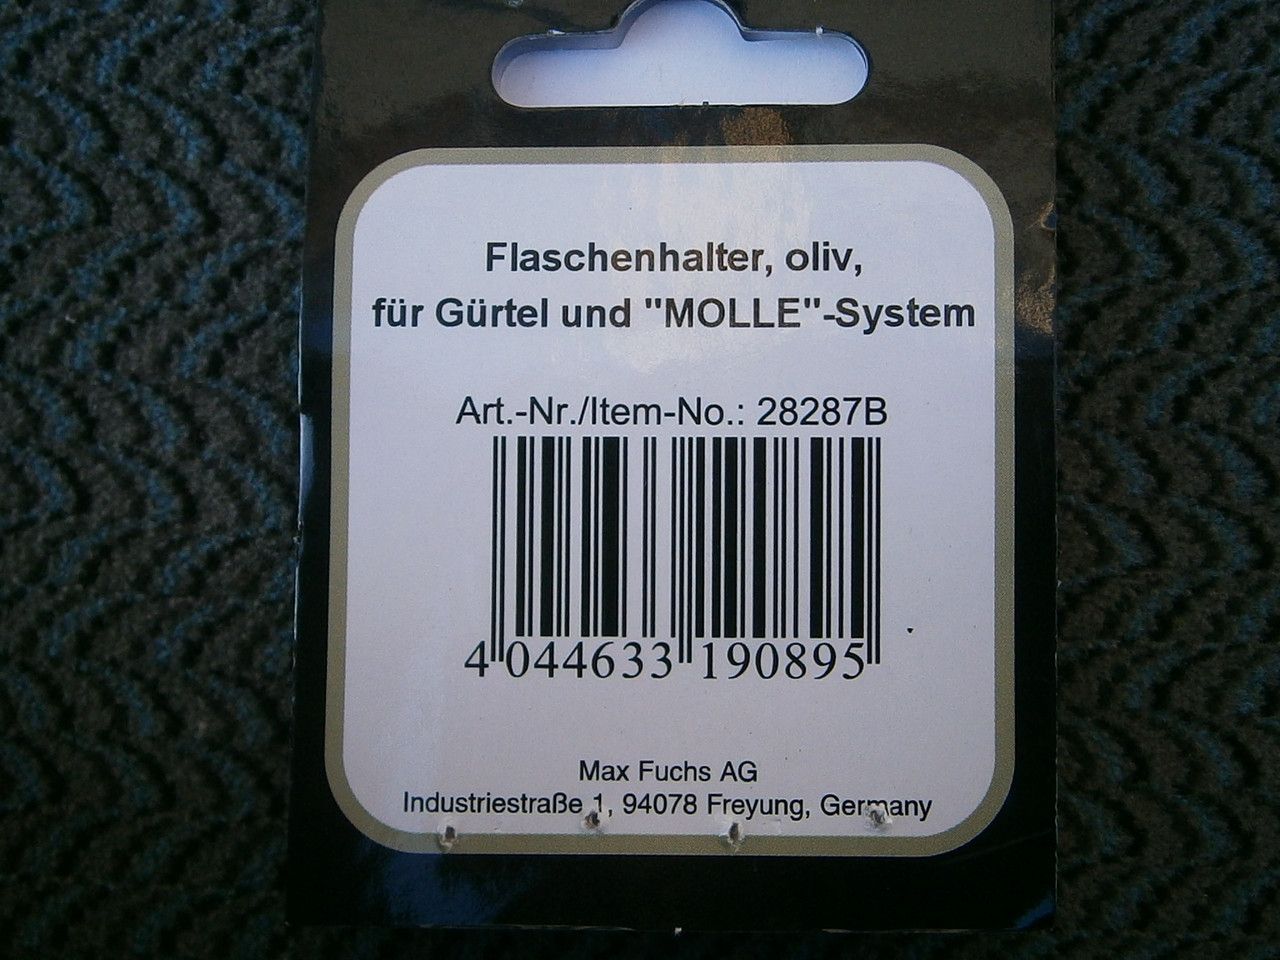 Flaschenhalter, oliv,
für Gürtel und "MOLLE"-System
Art.-Nr./Item-No.: 28287B
4 044633 190895
Max Fuchs AG
Industriestraße 1, 94078 Freyung, Germany